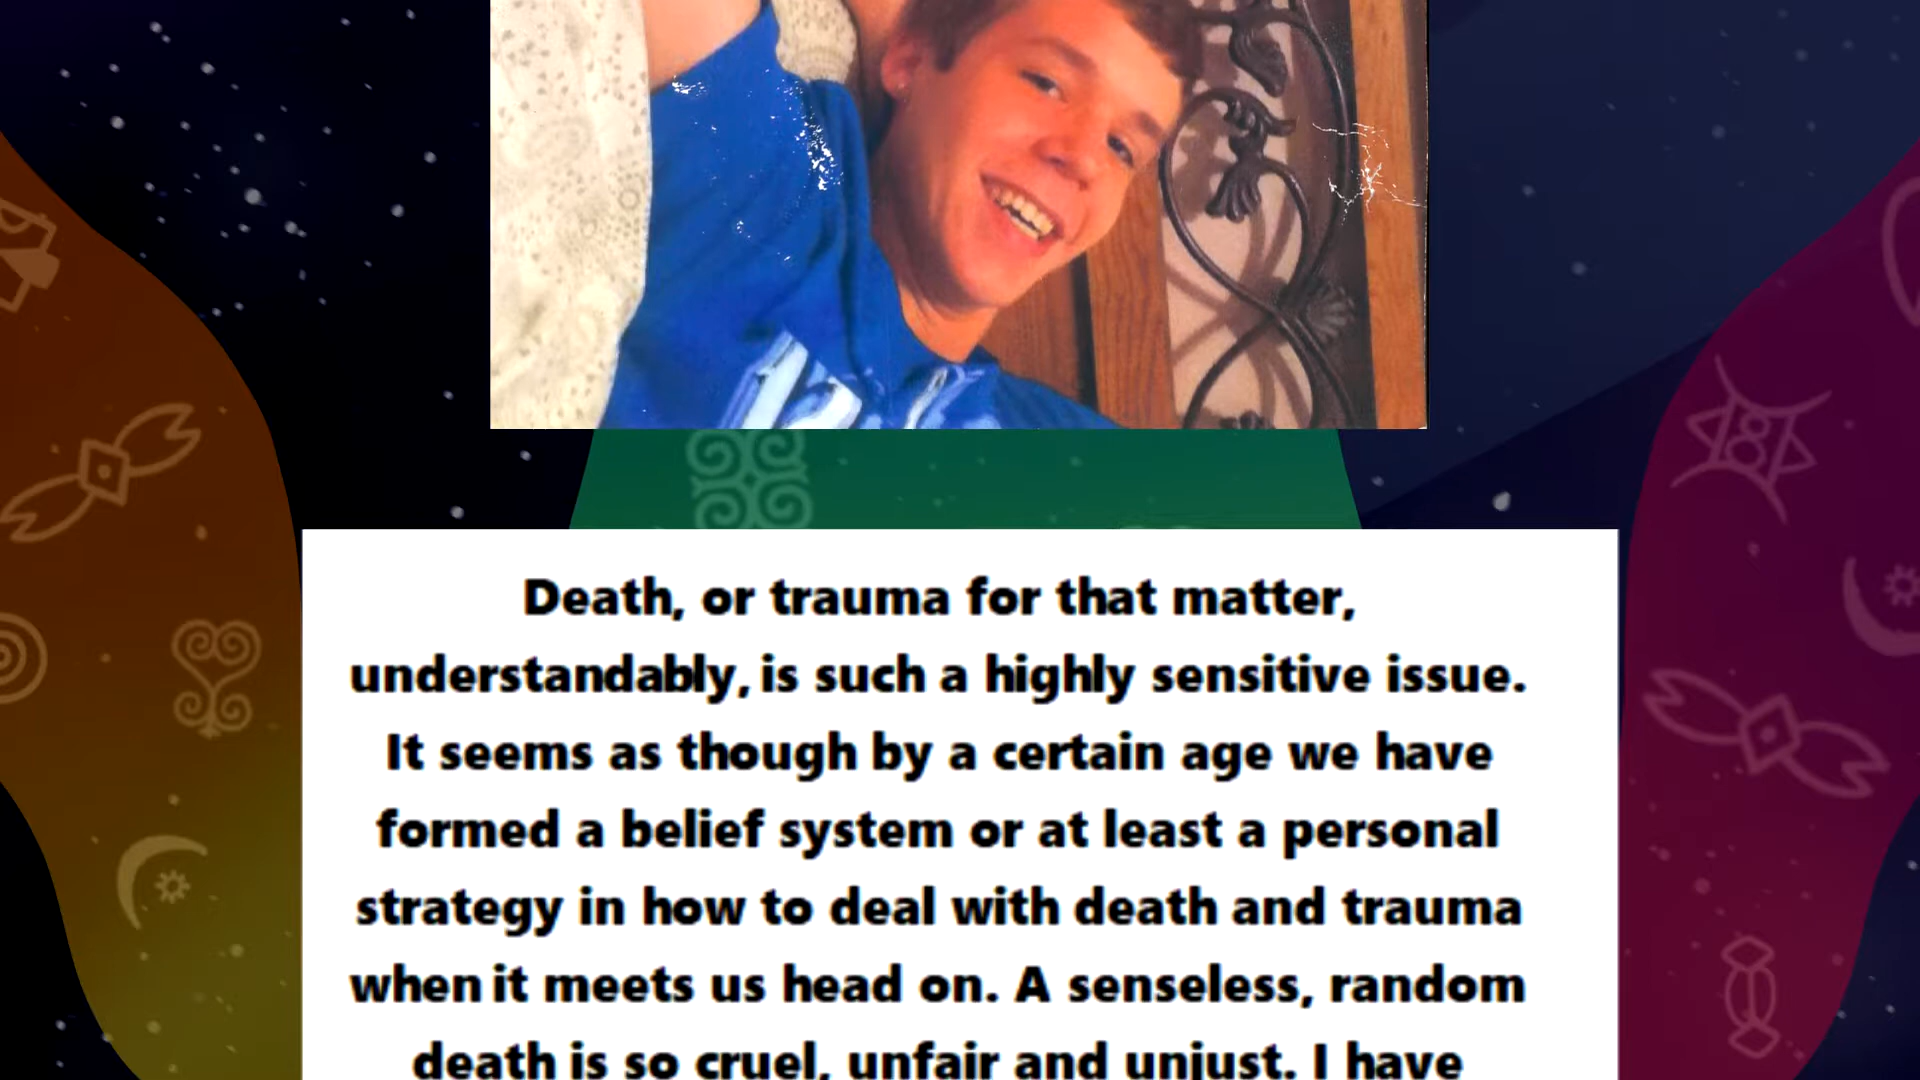 Death, or trauma for that matter,
understandably, is such a highly sensitive issue.
It seems as though by a certain age we have
formed a belief system or at least a personal
strategy in how to deal with death and trauma
when it meets us head on. A senseless, random
death is so cruel, unfair and unjust. I have